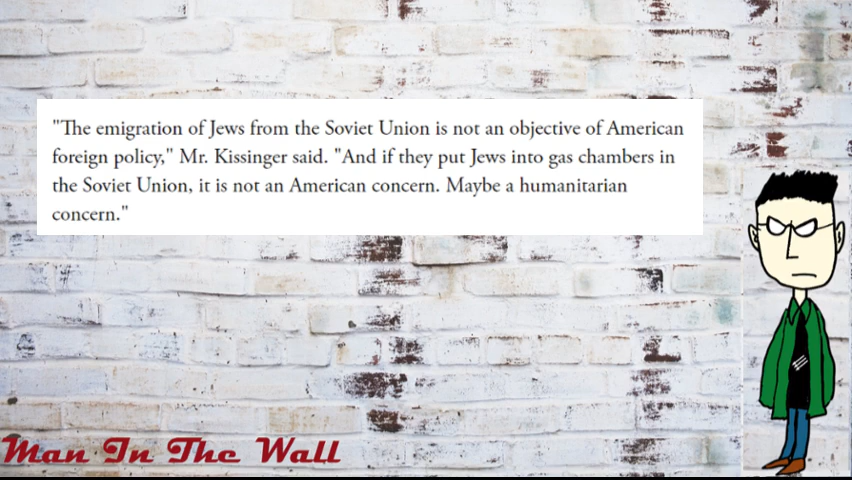 "The emigration of Jews from the Soviet Union is not an objective of American
foreign policy," Mr. Kissinger said. "And if they put Jews into gas chambers in
the Soviet Union, it is not an American concern. Maybe a humanitarian
concern."
Man In The Wall